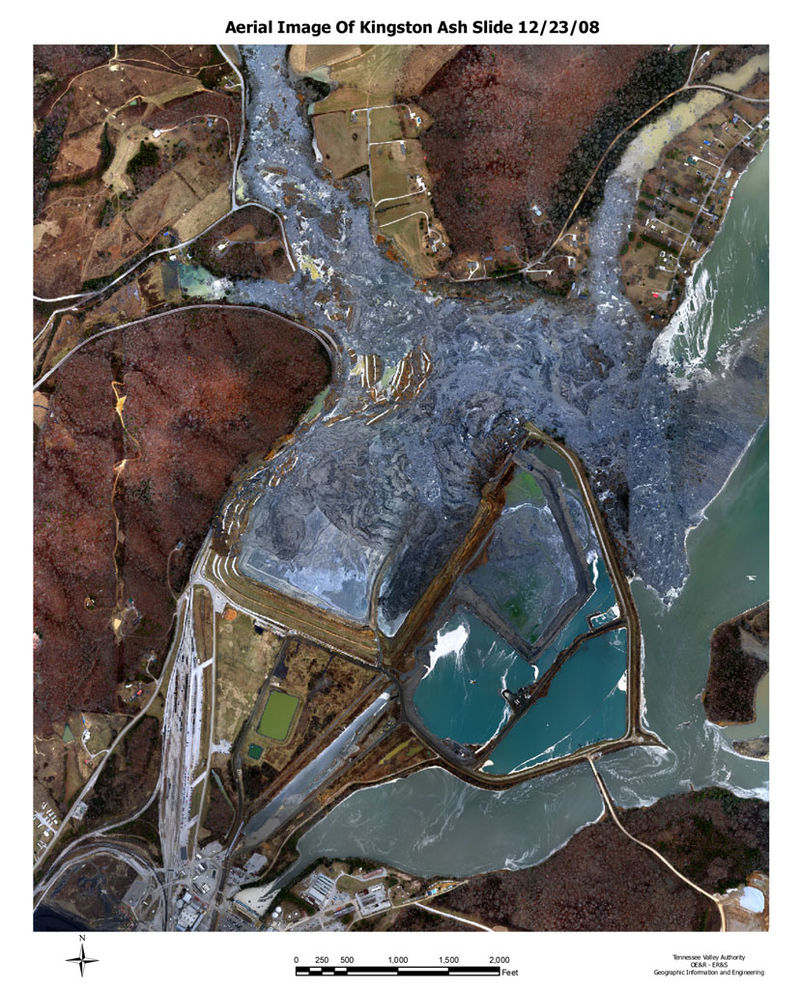 Aerial Image Of Kingston Ash Slide 12/23/08
N
0 250 500 1,000 1,500 2,000
Feet
Tennessee Valley Authority
OE&R - ER&S
Geographic Information and Engineering